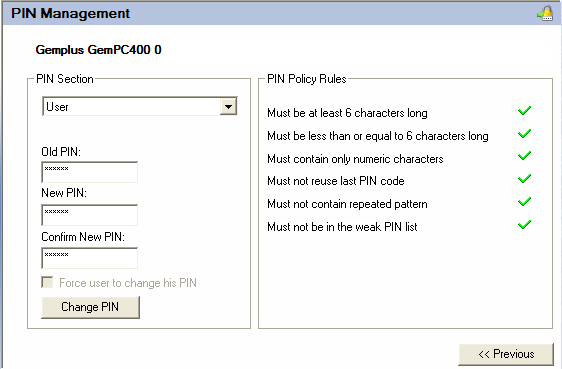 PIN Management
Gemplus GemPC400 0
PIN Section
User
Old PIN:
××××××
New PIN:
××××××
Confirm New PIN:
××××××
Force user to change his PIN
Change PIN
PIN Policy Rules
Must be at least 6 characters long
Must be less than or equal to 6 characters long
Must contain only numeric characters
Must not reuse last PIN code
Must not contain repeated pattern
Must not be in the weak PIN list
<< Previous